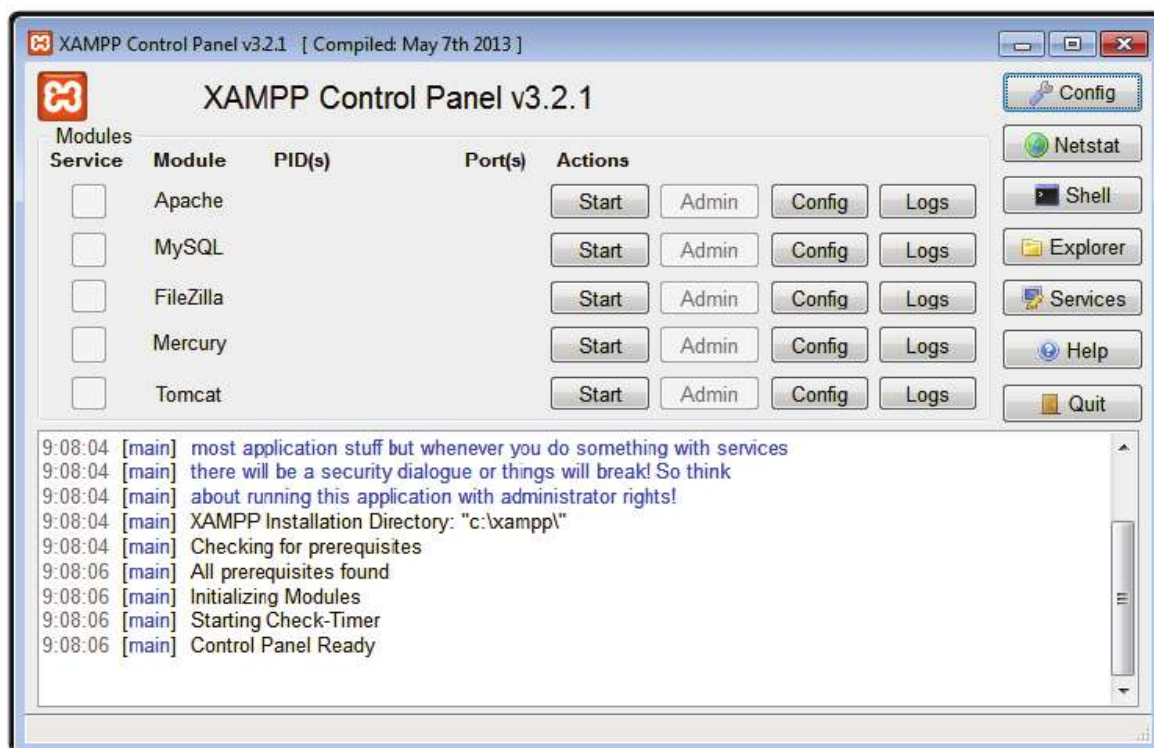 XAMPP Control Panel v3.2.1 [ Compiled: May 7th 2013 ]
XAMPP Control Panel v3.2.1
Config
Netstat
Shell
Explorer
Services
Help
Quit
Modules
Service Module PID(s) Port(s) Actions
Apache Start Admin Config Logs
MySQL Start Admin Config Logs
FileZilla Start Admin Config Logs
Mercury Start Admin Config Logs
Tomcat Start Admin Config Logs
9:08:04 [main] most application stuff but whenever you do something with services
9:08:04 [main] there will be a security dialogue or things will break! So think
9:08:04 [main] about running this application with administrator rights!
9:08:04 [main] XAMPP Installation Directory: "c:\xampp\"
9:08:04 [main] Checking for prerequisites
9:08:06 [main] All prerequisites found
9:08:06 [main] Initializing Modules
9:08:06 [main] Starting Check-Timer
9:08:06 [main] Control Panel Ready